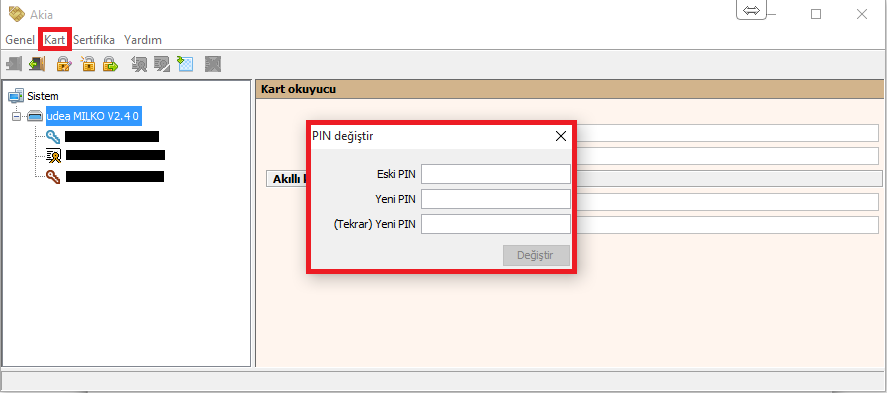 Akia
Genel Kart Sertifika Yardım
Sistem
udea MILKO V2.4 0
Kart okuyucu
PIN değiştir
Eski PIN
Yeni PIN
(Tekrar) Yeni PIN
Değiştir
Akıllı